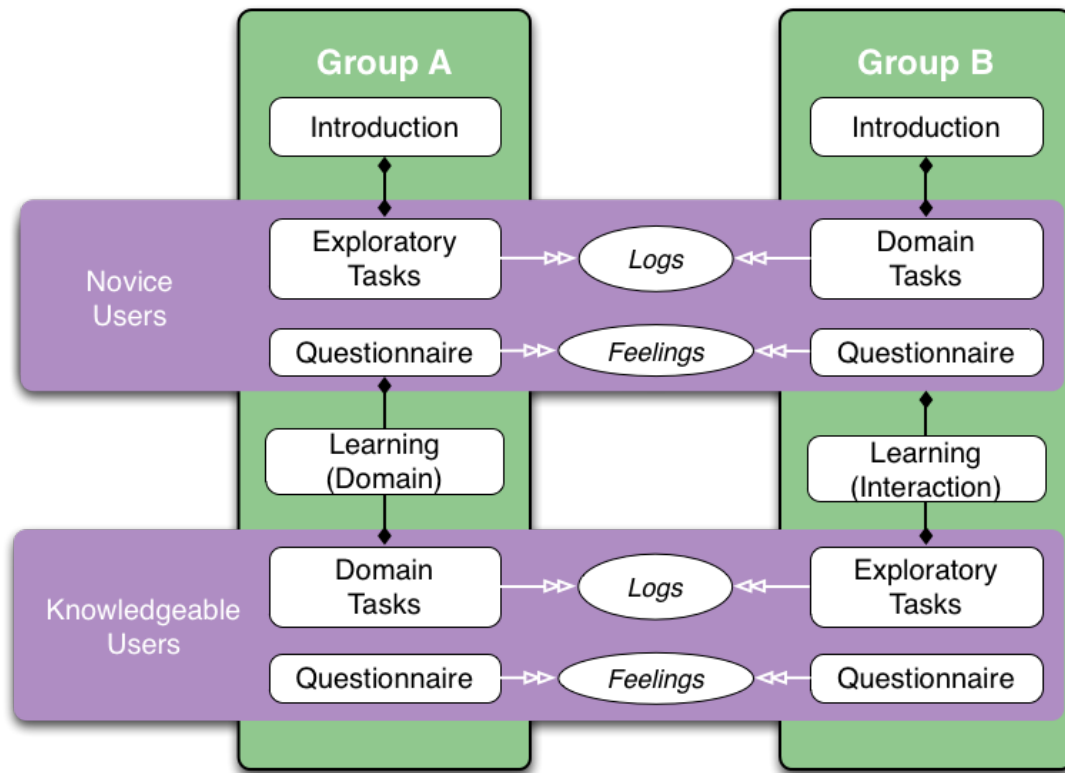 Group A
Group B
Introduction
Introduction
Novice
Users
Exploratory
Tasks
Logs
Domain
Tasks
Questionnaire
Feelings
Questionnaire
Learning
(Domain)
Learning
(Interaction)
Knowledgeable
Users
Domain
Tasks
Logs
Exploratory
Tasks
Questionnaire
Feelings
Questionnaire